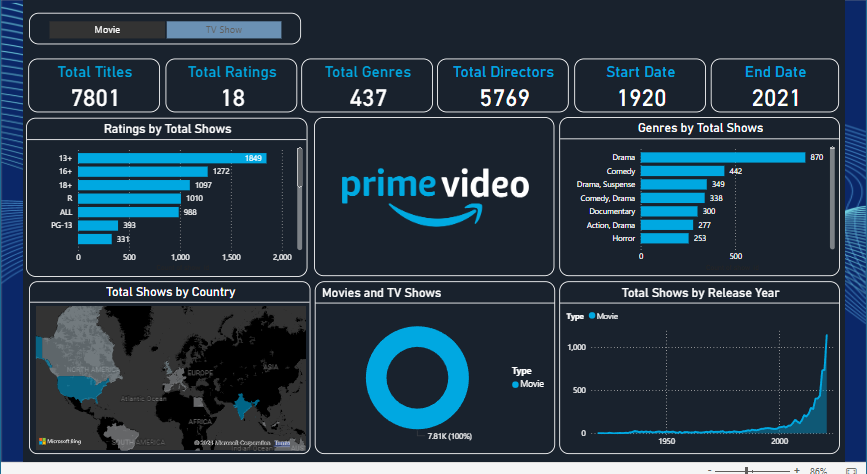 Movie
TV Show
Total Titles
7801
Total Ratings
18
Total Genres
437
Total Directors
5769
Start Date
1920
End Date
2021
Ratings by Total Shows
13+ 1849
16+ 1272
18+ 1097
R 1010
ALL 988
PG-13 393
331
0 500 1,000 1,500 2,000
prime video
Genres by Total Shows
Drama 870
Comedy 442
Drama, Suspense 349
Comedy, Drama 338
Documentary 300
Action, Drama 277
Horror 253
0 500
Total Shows by Country
NORTH AMERICA
EUROPE
ASIA
Atlantic Ocean
AFRICA
SOUTH AMERICA
Indian Ocean
Microsoft Bing
© 2021 Microsoft Corporation Terms
Movies and TV Shows
Type
Movie
7.81K (100%)
Total Shows by Release Year
Type Movie
1,000
500
0
1950 2000
- + 86%